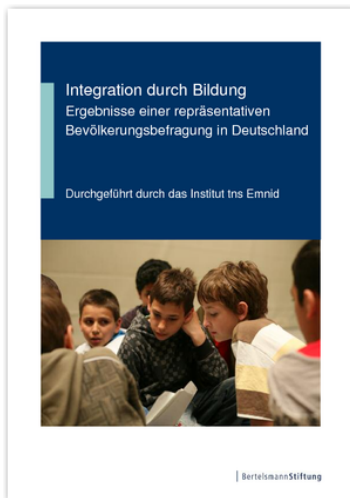 Integration durch Bildung
Ergebnisse einer repräsentativen
Bevölkerungsbefragung in Deutschland
Durchgeführt durch das Institut tns Emnid
BertelsmannStiftung